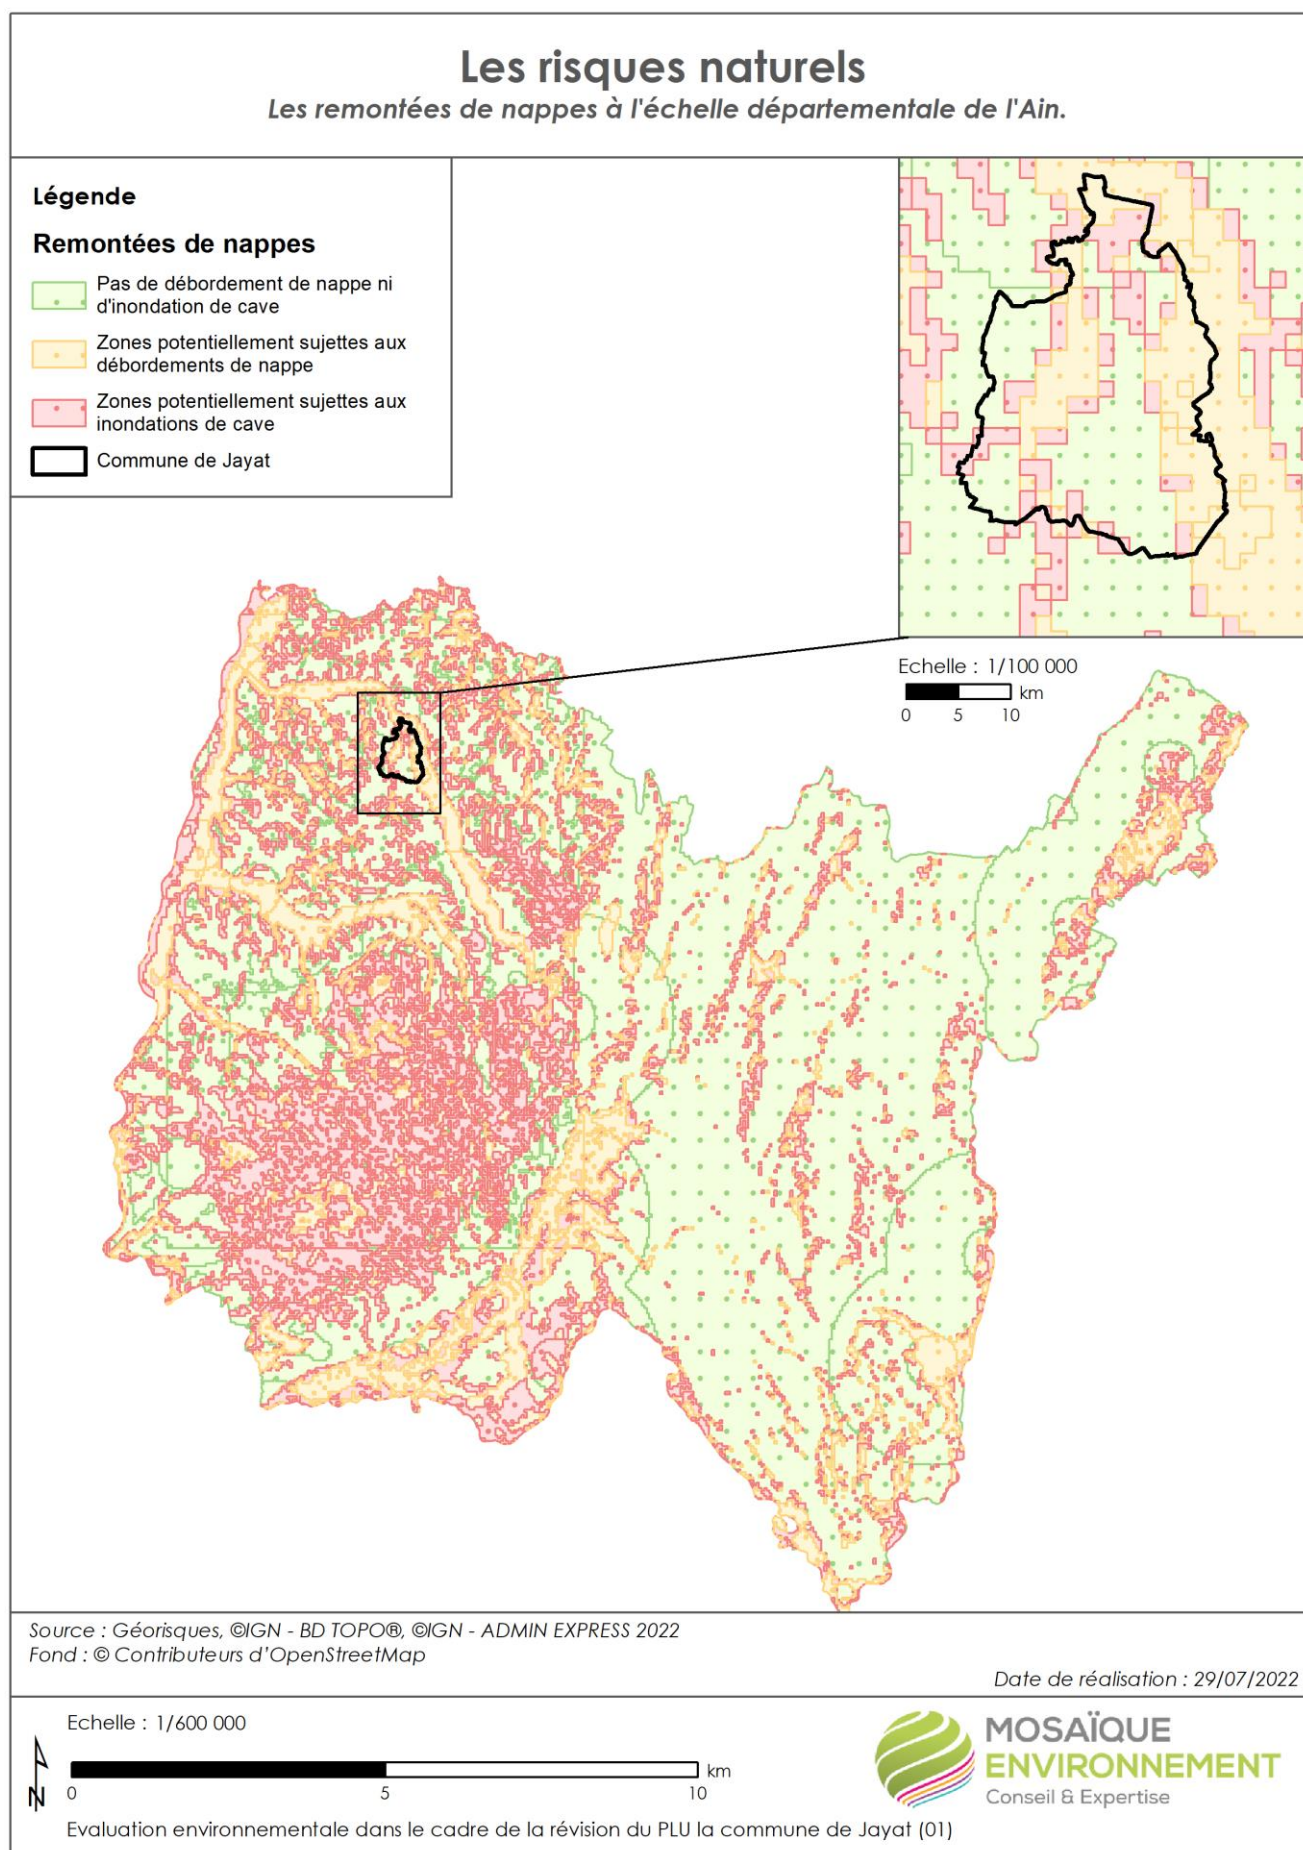 Les risques naturels
Les remontées de nappes à l'échelle départementale de l'Ain.
Légende
Remontées de nappes
Pas de débordement de nappe ni
d'inondation de cave
Zones potentiellement sujettes aux
débordements de nappe
Zones potentiellement sujettes aux
inondations de cave
Commune de Jayat
Echelle : 1/100 000
km
0 5 10
Source : Géorisques, ©IGN - BD TOPO®, ©IGN - ADMIN EXPRESS 2022
Fond : © Contributeurs d'OpenStreetMap
Date de réalisation : 29/07/2022
Echelle : 1/600 000
km
0 5 10
N
MOSAÏQUE
ENVIRONNEMENT
Conseil & Expertise
Evaluation environnementale dans le cadre de la révision du PLU la commune de Jayat (01)